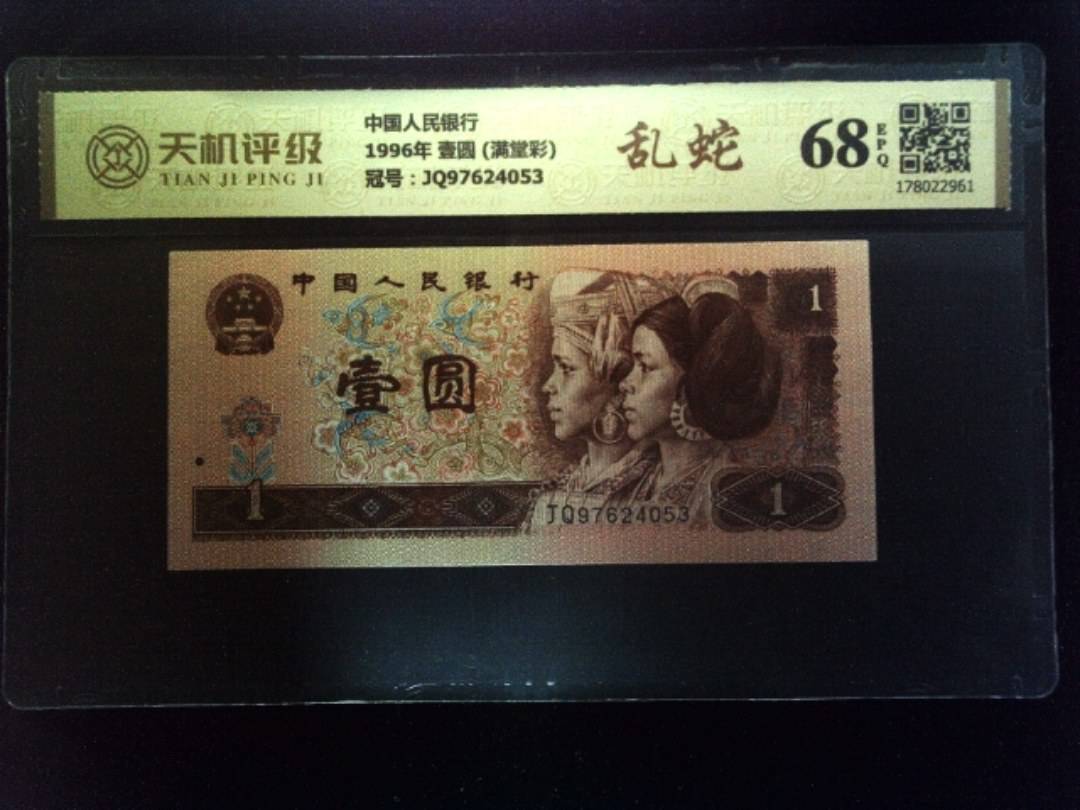 天机评级
TIAN JI PING JI
中国人民银行
1996年 壹圆 (满堂彩)
冠号：JQ97624053
乱蛇
68
EPQ
178022961
中国人民银行
1
壹圆
1
JQ97624053
1